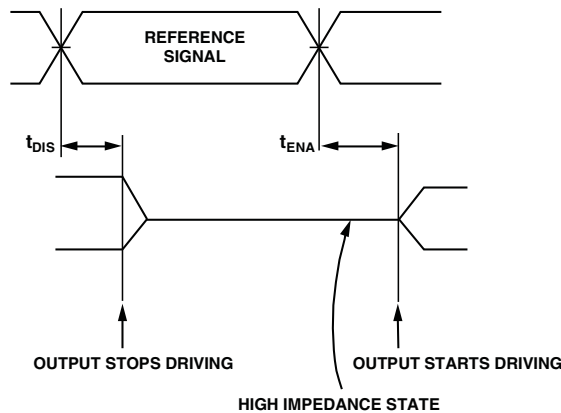 REFERENCE
SIGNAL
tDIS
tENA
OUTPUT STOPS DRIVING
OUTPUT STARTS DRIVING
HIGH IMPEDANCE STATE